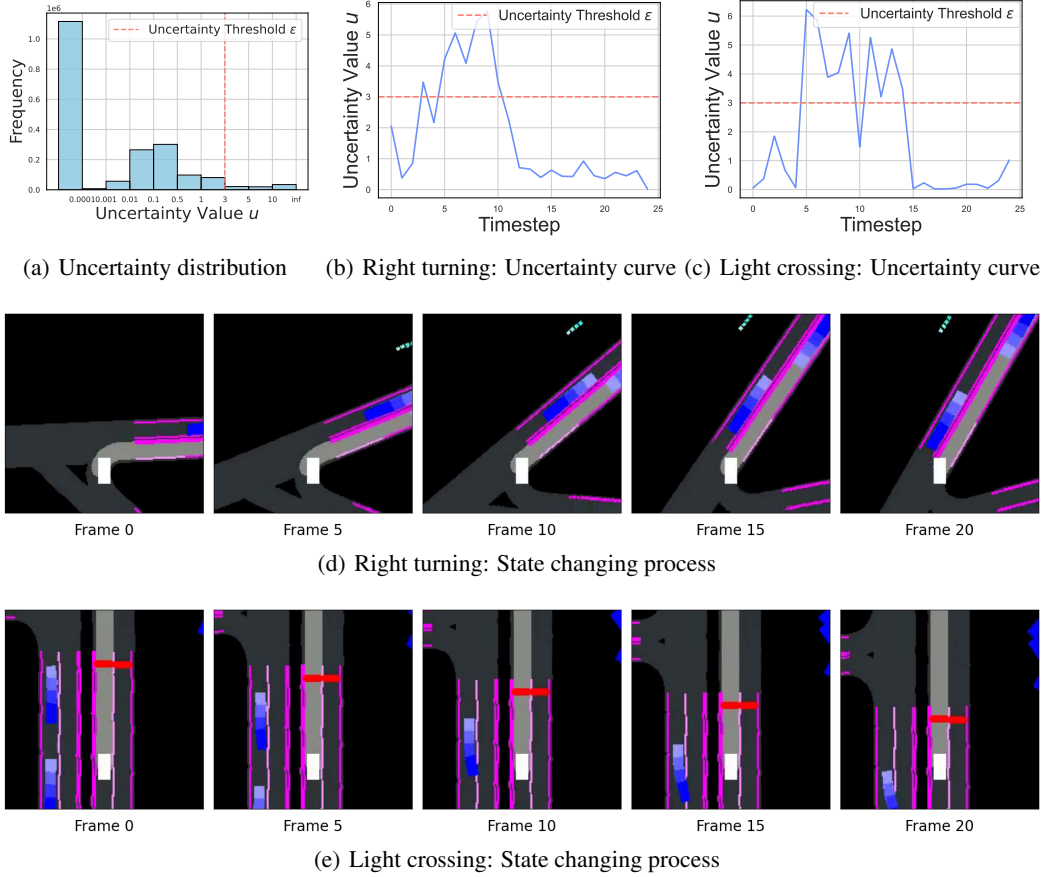 1e6
Uncertainty Threshold ε
Frequency
1.0
0.8
0.6
0.4
0.2
0.0
0.0001 0.001 0.01 0.1 0.5 1 3 5 10 inf
Uncertainty Value u
Uncertainty Threshold ε
Uncertainty Value u
6
5
4
3
2
1
0
0 5 10 15 20 25
Timestep
Uncertainty Threshold ε
Uncertainty Value u
6
5
4
3
2
1
0
0 5 10 15 20 25
Timestep
(a) Uncertainty distribution
(b) Right turning: Uncertainty curve
(c) Light crossing: Uncertainty curve
Frame 0 Frame 5 Frame 10 Frame 15 Frame 20
(d) Right turning: State changing process
Frame 0 Frame 5 Frame 10 Frame 15 Frame 20
(e) Light crossing: State changing process